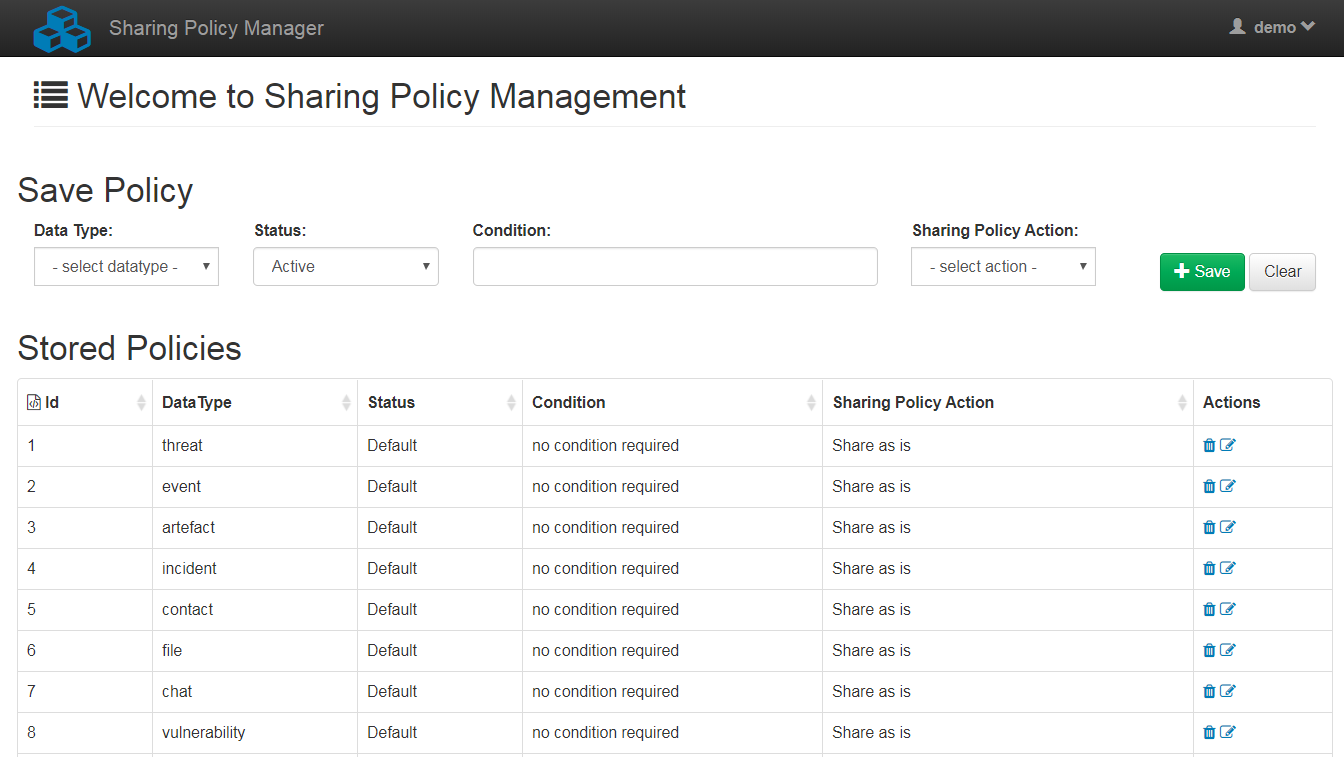 Sharing Policy Manager demo
Welcome to Sharing Policy Management
Save Policy
Data Type: Status: Condition: Sharing Policy Action:
- select datatype - Active - select action - Save Clear
Stored Policies
Id DataType Status Condition Sharing Policy Action Actions
1 threat Default no condition required Share as is
2 event Default no condition required Share as is
3 artefact Default no condition required Share as is
4 incident Default no condition required Share as is
5 contact Default no condition required Share as is
6 file Default no condition required Share as is
7 chat Default no condition required Share as is
8 vulnerability Default no condition required Share as is